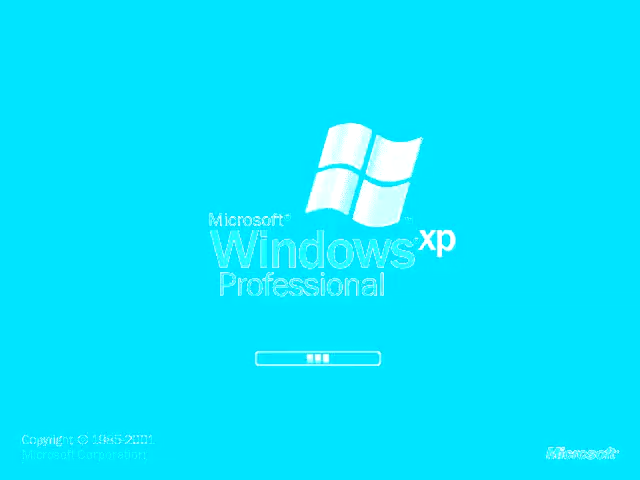 Microsoft®
Windows xp
Professional
Copyright © 1985-2001
Microsoft Corporation
Microsoft